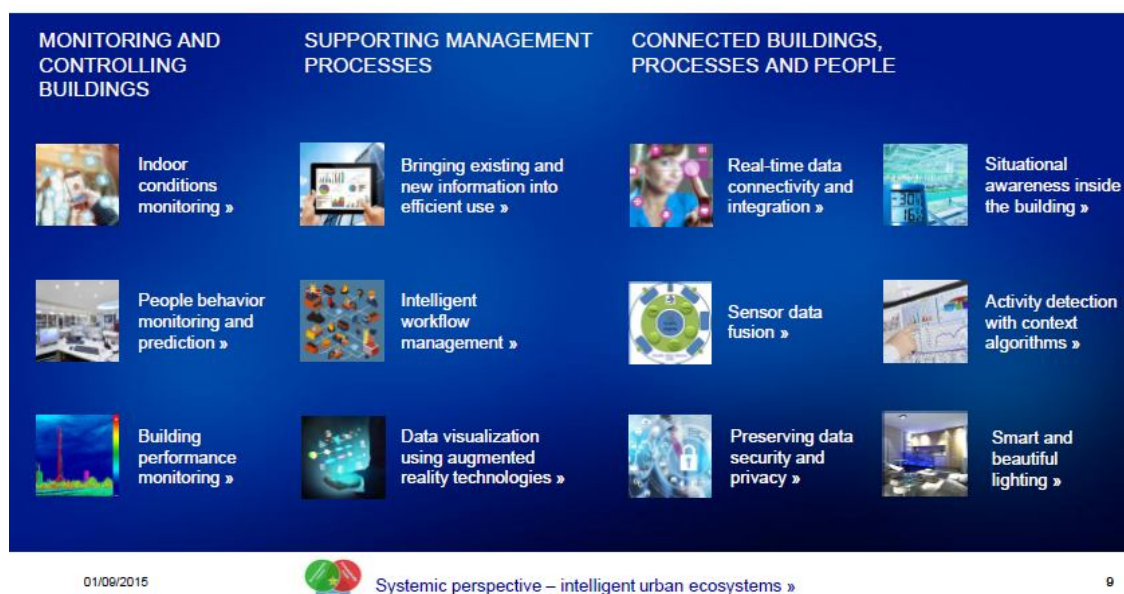 MONITORING AND
CONTROLLING
BUILDINGS
Indoor
conditions
monitoring »
People behavior
monitoring and
prediction »
Building
performance
monitoring »
SUPPORTING MANAGEMENT
PROCESSES
Bringing existing and
new information into
efficient use »
Intelligent
workflow
management »
Data visualization
using augmented
reality technologies »
CONNECTED BUILDINGS,
PROCESSES AND PEOPLE
Real-time data
connectivity and
integration »
Sensor data
fusion »
Preserving data
security and
privacy »
Situational
awareness inside
the building »
Activity detection
with context
algorithms »
Smart and
beautiful
lighting »
01/09/2015
Systemic perspective – intelligent urban ecosystems »
9